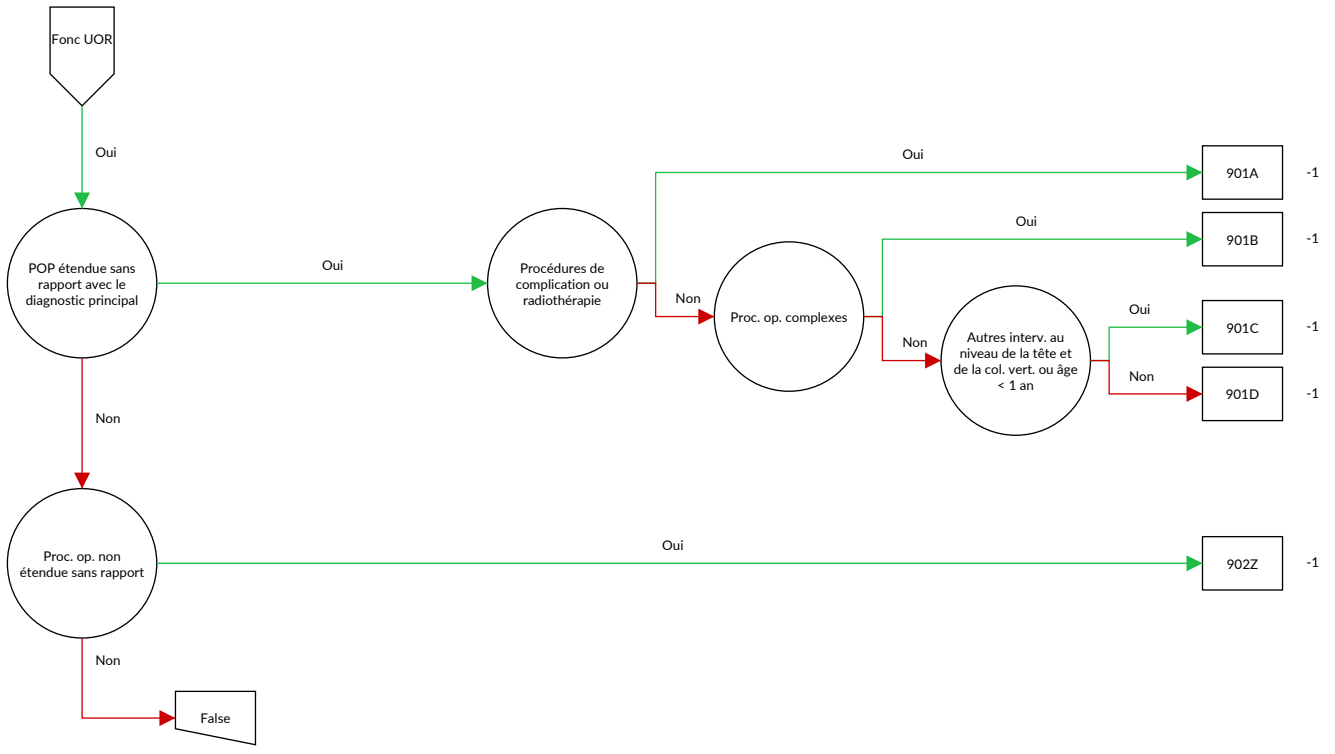 Fonc UOR
Oui
POP étendue sans
rapport avec le
diagnostic principal
Oui
Procédures de
complication ou
radiothérapie
Oui
901A
-1
Non
Proc. op. complexes
Oui
901B
-1
Non
Autres interv. au
niveau de la tête et
de la col. vert. ou âge
< 1 an
Oui
901C
-1
Non
901D
-1
Non
Proc. op. non
étendue sans rapport
Oui
902Z
-1
Non
False